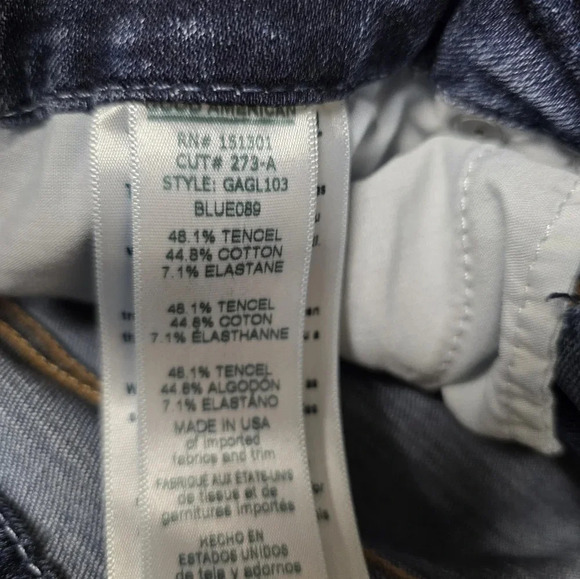 AMERICAN
RN# 151301
CUT# 273-A
STYLE: GAGL103
BLUE089
48.1% TENCEL
44.8% COTTON
7.1% ELASTANE
48.1% TENCEL
44.8% COTON
7.1% ÉLASTHANNE
48.1% TENCEL
44.8% ALGODÓN
7.1% ELASTANO
MADE IN USA
of imported
fabrics and trim
FABRIQUÉ AUX ÉTATS-UNIS
de tissus et de
garnitures importés
HECHO EN
ESTADOS UNIDOS
de tela y adornos